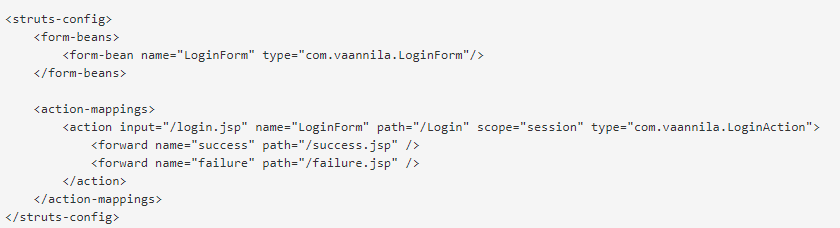 <struts-config>
    <form-beans>
        <form-bean name="LoginForm" type="com.vaannila.LoginForm"/>
    </form-beans>

    <action-mappings>
        <action input="/login.jsp" name="LoginForm" path="/Login" scope="session" type="com.vaannila.LoginAction">
            <forward name="success" path="/success.jsp" />
            <forward name="failure" path="/failure.jsp" />
        </action>
    </action-mappings>
</struts-config>